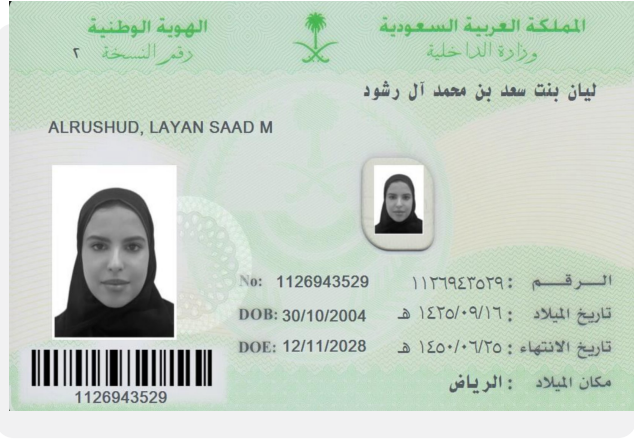 المملكة العربية السعودية
وزارة الداخلية
الهوية الوطنية
رقم النسخة ٢
ليان بنت سعد بن محمد آل رشود
ALRUSHUD, LAYAN SAAD M
الـرقــم : ١١٢٦٩٤٣٥٢٩ No: 1126943529
تاريخ الميلاد : ١٤٢٥/٠٩/١٦ هـ DOB: 30/10/2004
تاريخ الانتهاء : ١٤٥٠/٠٦/٢٥ هـ DOE: 12/11/2028
مكان الميلاد : الرياض
1126943529